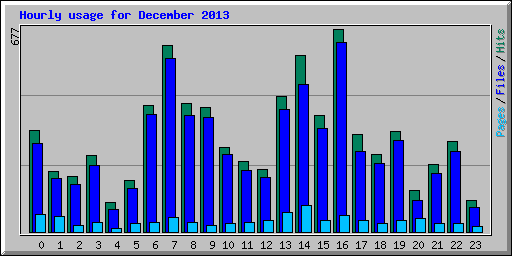 Hourly usage for December 2013
677
Pages / Files / Hits
0 1 2 3 4 5 6 7 8 9 10 11 12 13 14 15 16 17 18 19 20 21 22 23